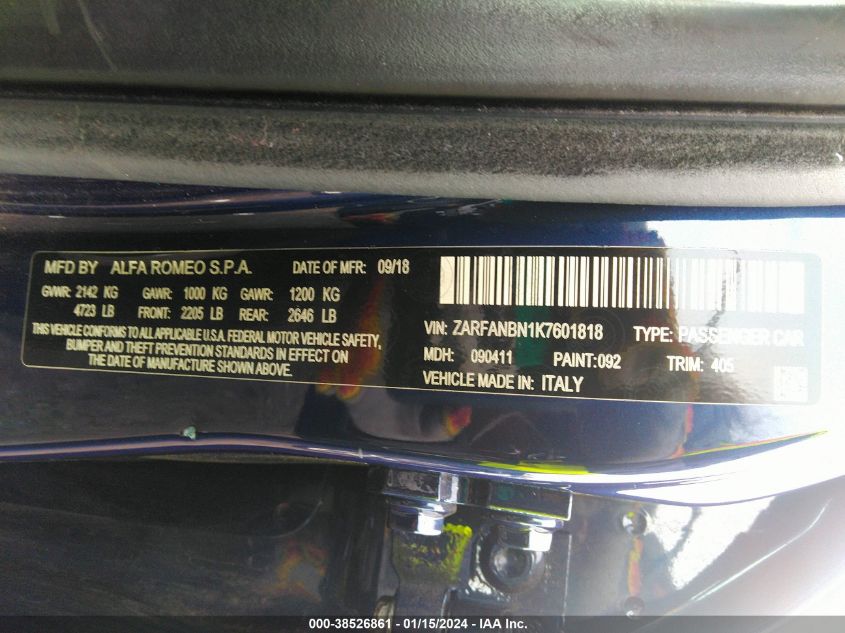 MFD BY ALFA ROMEO S.P.A. DATE OF MFR: 09/18
GVWR: 2142 KG GAWR: 1000 KG GAWR: 1200 KG
4723 LB FRONT: 2205 LB REAR: 2646 LB
THIS VEHICLE CONFORMS TO ALL APPLICABLE U.S.A. FEDERAL MOTOR VEHICLE SAFETY,
BUMPER AND THEFT PREVENTION STANDARDS IN EFFECT ON
THE DATE OF MANUFACTURE SHOWN ABOVE.
VIN: ZARFANBN1K7601818 TYPE: PASSENGER CAR
MDH: 090411 PAINT:092 TRIM: 405
VEHICLE MADE IN: ITALY
000-38526861 - 01/15/2024 - IAA Inc.